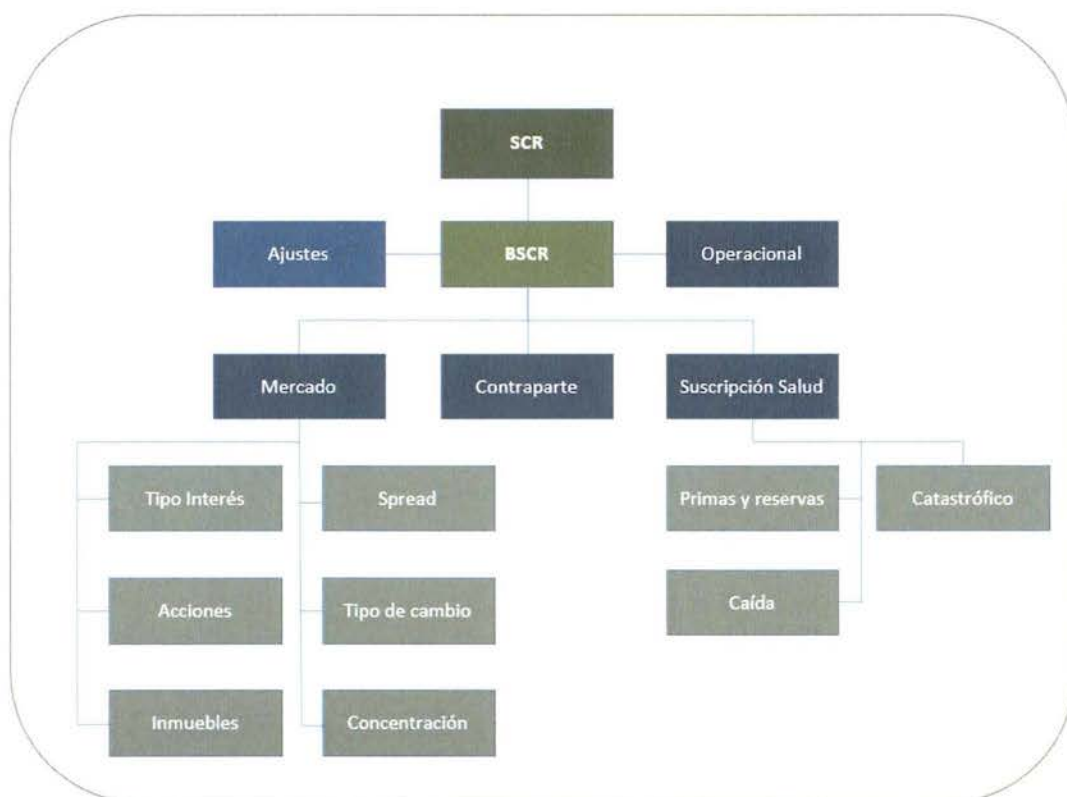 SCR
Ajustes
BSCR
Operacional
Mercado
Contraparte
Suscripción Salud
Tipo Interés
Spread
Primas y reservas
Catastrófico
Acciones
Tipo de cambio
Caída
Inmuebles
Concentración